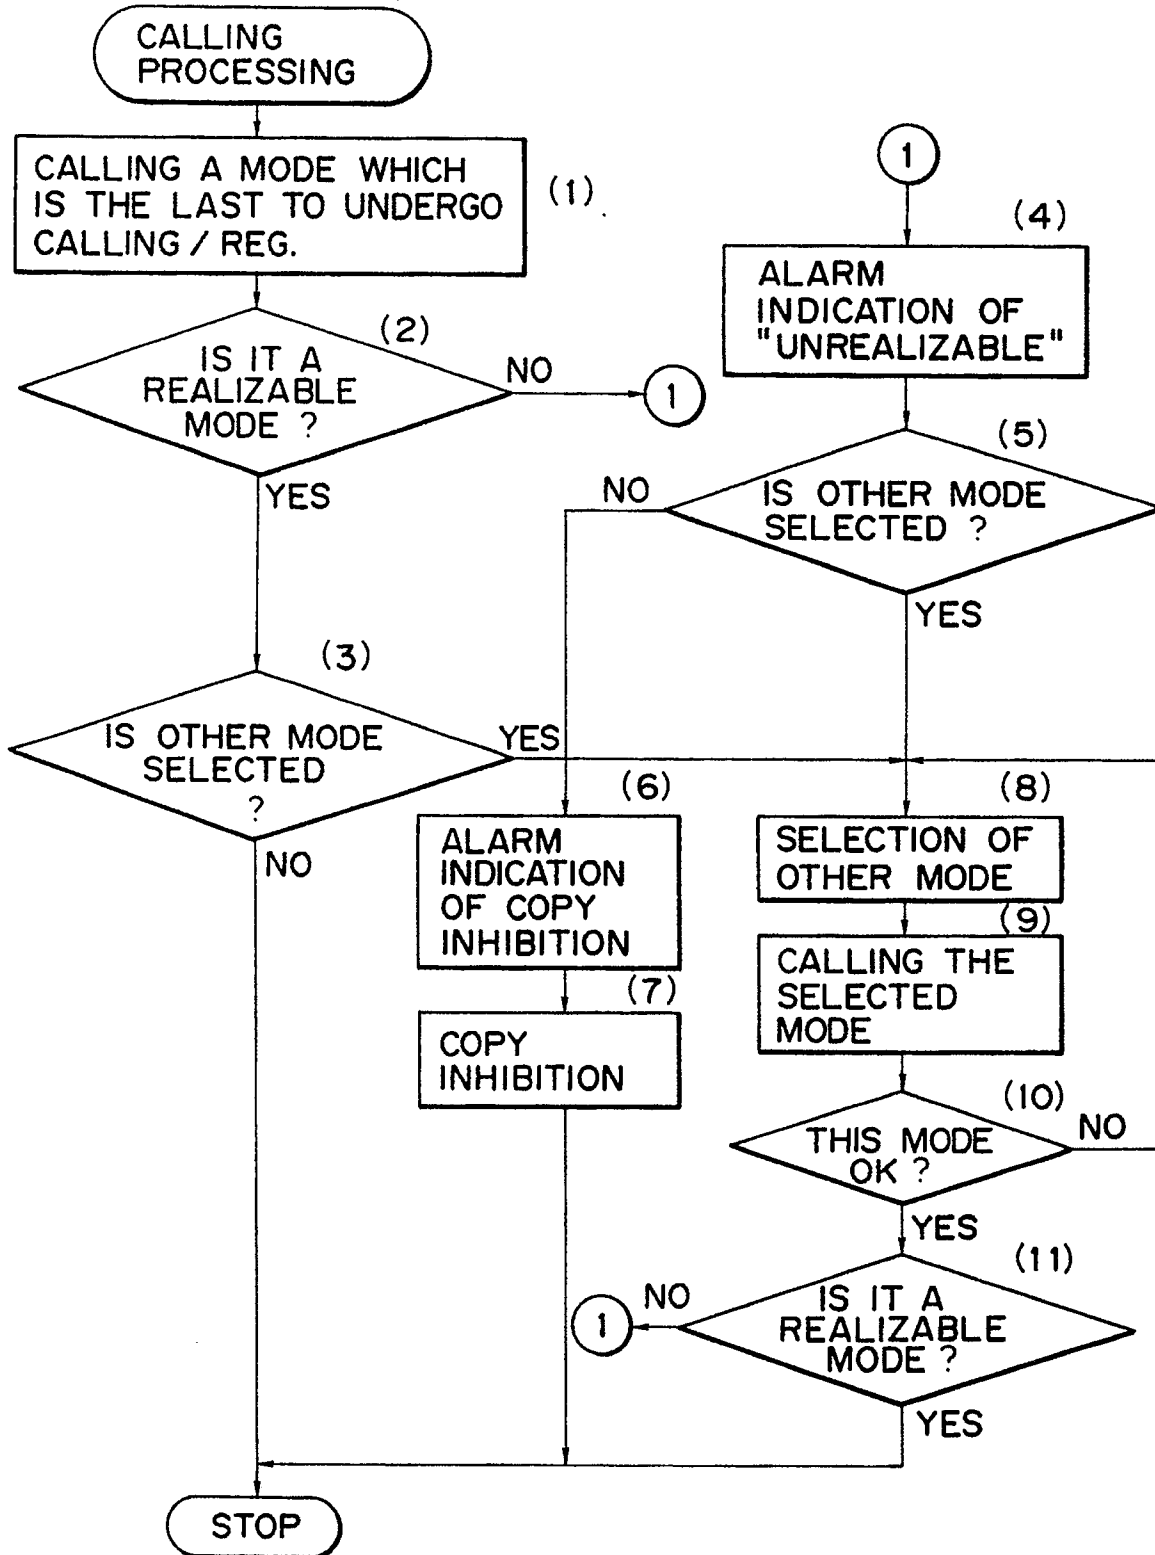 CALLING
PROCESSING
CALLING A MODE WHICH
IS THE LAST TO UNDERGO
CALLING / REG.
(1)
(2)
IS IT A
REALIZABLE
MODE ?
NO
1
YES
(3)
IS OTHER MODE
SELECTED
?
YES
NO
1
(4)
ALARM
INDICATION OF
"UNREALIZABLE"
(5)
IS OTHER MODE
SELECTED ?
NO
YES
(6)
ALARM
INDICATION
OF COPY
INHIBITION
(7)
COPY
INHIBITION
(8)
SELECTION OF
OTHER MODE
(9)
CALLING THE
SELECTED
MODE
(10)
THIS MODE
OK ?
NO
YES
(11)
IS IT A
REALIZABLE
MODE ?
NO
1
YES
STOP